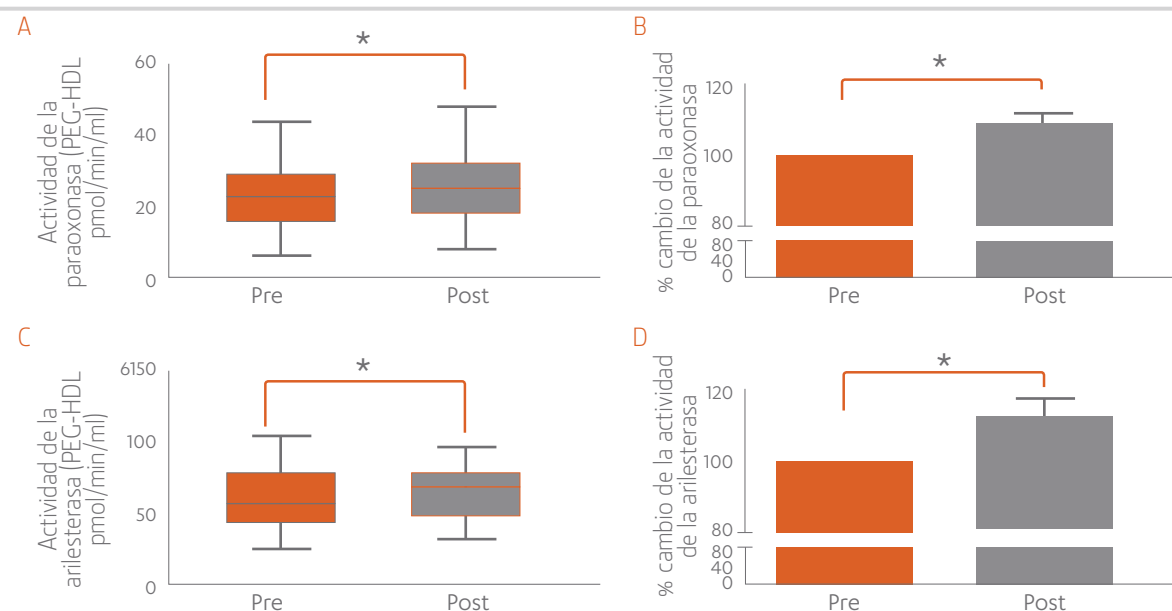 A
Actividad de la
paraoxonasa (PEG-HDL
pmol/min/ml)
60
40
20
0
*
Pre
Post
B
% cambio de la actividad
de la paraoxonasa
120
100
80
80
40
0
*
Pre
Post
C
Actividad de la
arilesterasa (PEG-HDL
pmol/min/ml)
6150
100
50
0
*
Pre
Post
D
% cambio de la actividad
de la arilesterasa
120
100
80
80
40
0
*
Pre
Post